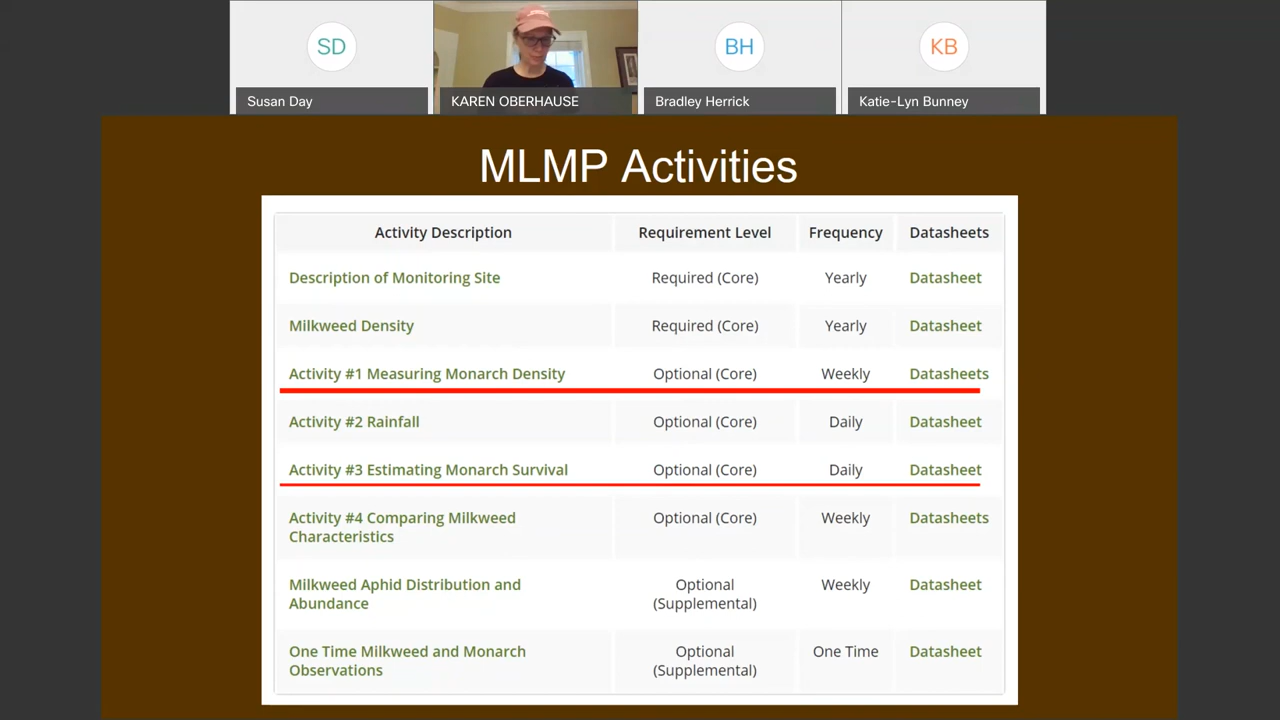 SD
BH
KB
Susan Day
KAREN OBERHAUSE
Bradley Herrick
Katie-Lyn Bunney
MLMP Activities
Activity Description Requirement Level Frequency Datasheets
Description of Monitoring Site Required (Core) Yearly Datasheet
Milkweed Density Required (Core) Yearly Datasheet
Activity #1 Measuring Monarch Density Optional (Core) Weekly Datasheets
Activity #2 Rainfall Optional (Core) Daily Datasheet
Activity #3 Estimating Monarch Survival Optional (Core) Daily Datasheet
Activity #4 Comparing Milkweed Optional (Core) Weekly Datasheets
Characteristics
Milkweed Aphid Distribution and Optional Weekly Datasheet
Abundance (Supplemental)
One Time Milkweed and Monarch Optional One Time Datasheet
Observations (Supplemental)